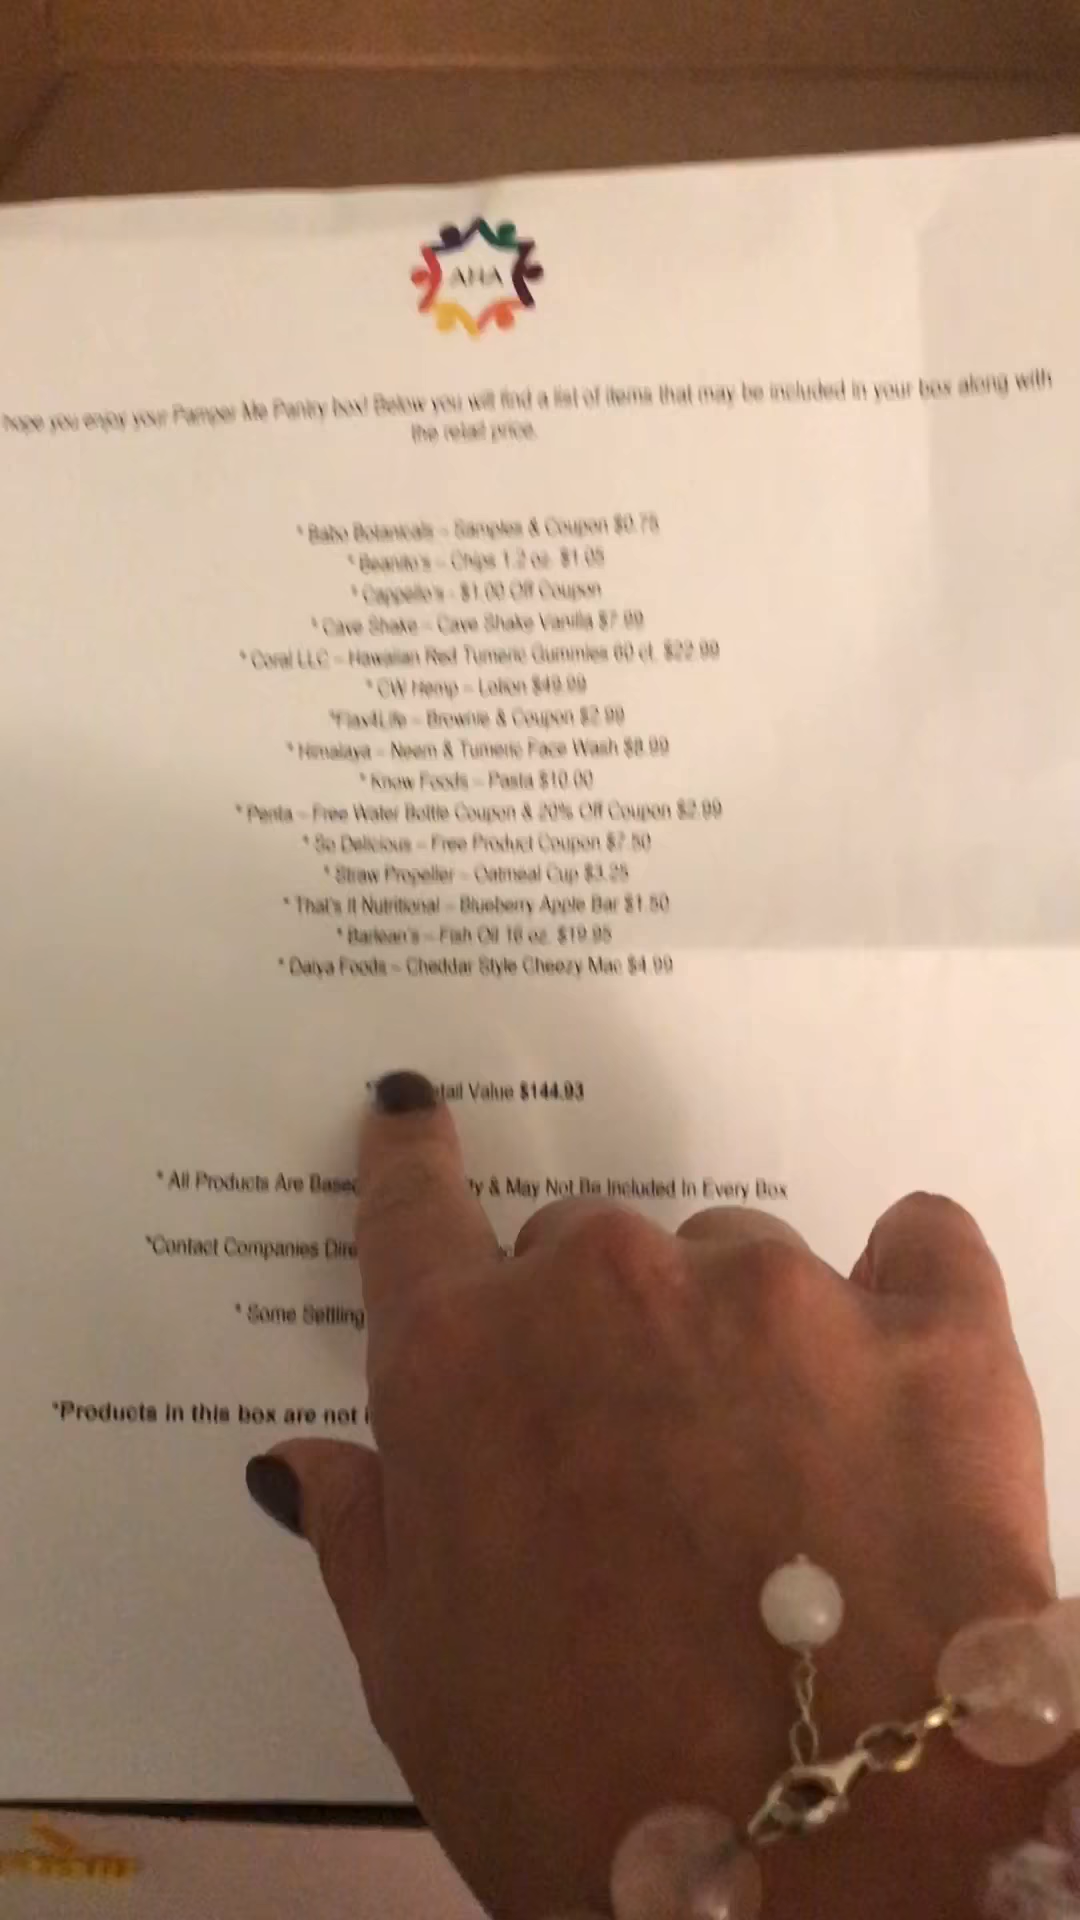 AHA
hope you enjoy your Pamper Me Pantry box! Below you will find a list of items that may be included in your box along with
the retail price.
* Babo Botanicals – Samples & Coupon $0.75
* Beanito's – Chips 1.2 oz. $1.05
* Cappello's - $1.00 Off Coupon
* Cave Shake – Cave Shake Vanilla $7.99
* Coral LLC – Hawaiian Red Tumeric Gummies 60 ct. $22.99
* CW Hemp – Lotion $49.99
*Flax4Life – Brownie & Coupon $2.99
* Himalaya – Neem & Tumeric Face Wash $8.99
* Know Foods – Pasta $10.00
* Penta – Free Water Bottle Coupon & 20% Off Coupon $2.99
* So Delicious – Free Product Coupon $7.50
* Straw Propeller – Oatmeal Cup $3.25
* That's It Nutritional – Blueberry Apple Bar $1.50
* Barlean's – Fish Oil 16 oz. $19.95
* Daiya Foods – Cheddar Style Cheezy Mac $4.99
Value $144.93
* All Products Are Based & May Not Be Included In Every Box
*Contact Companies
* Some Settling
*Products in this box are not